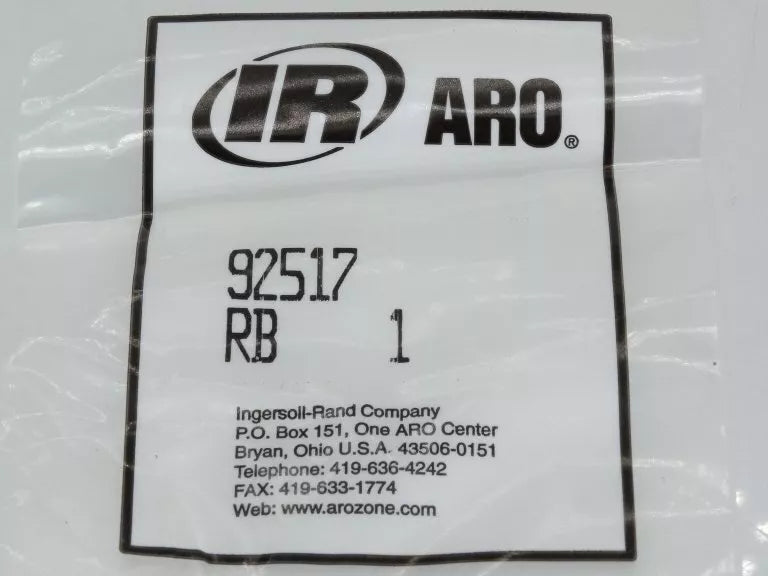 IR ARO®
92517
RB 1
Ingersoll-Rand Company
P.O. Box 151, One ARO Center
Bryan, Ohio U.S.A. 43506-0151
Telephone: 419-636-4242
FAX: 419-633-1774
Web: www.arozone.com